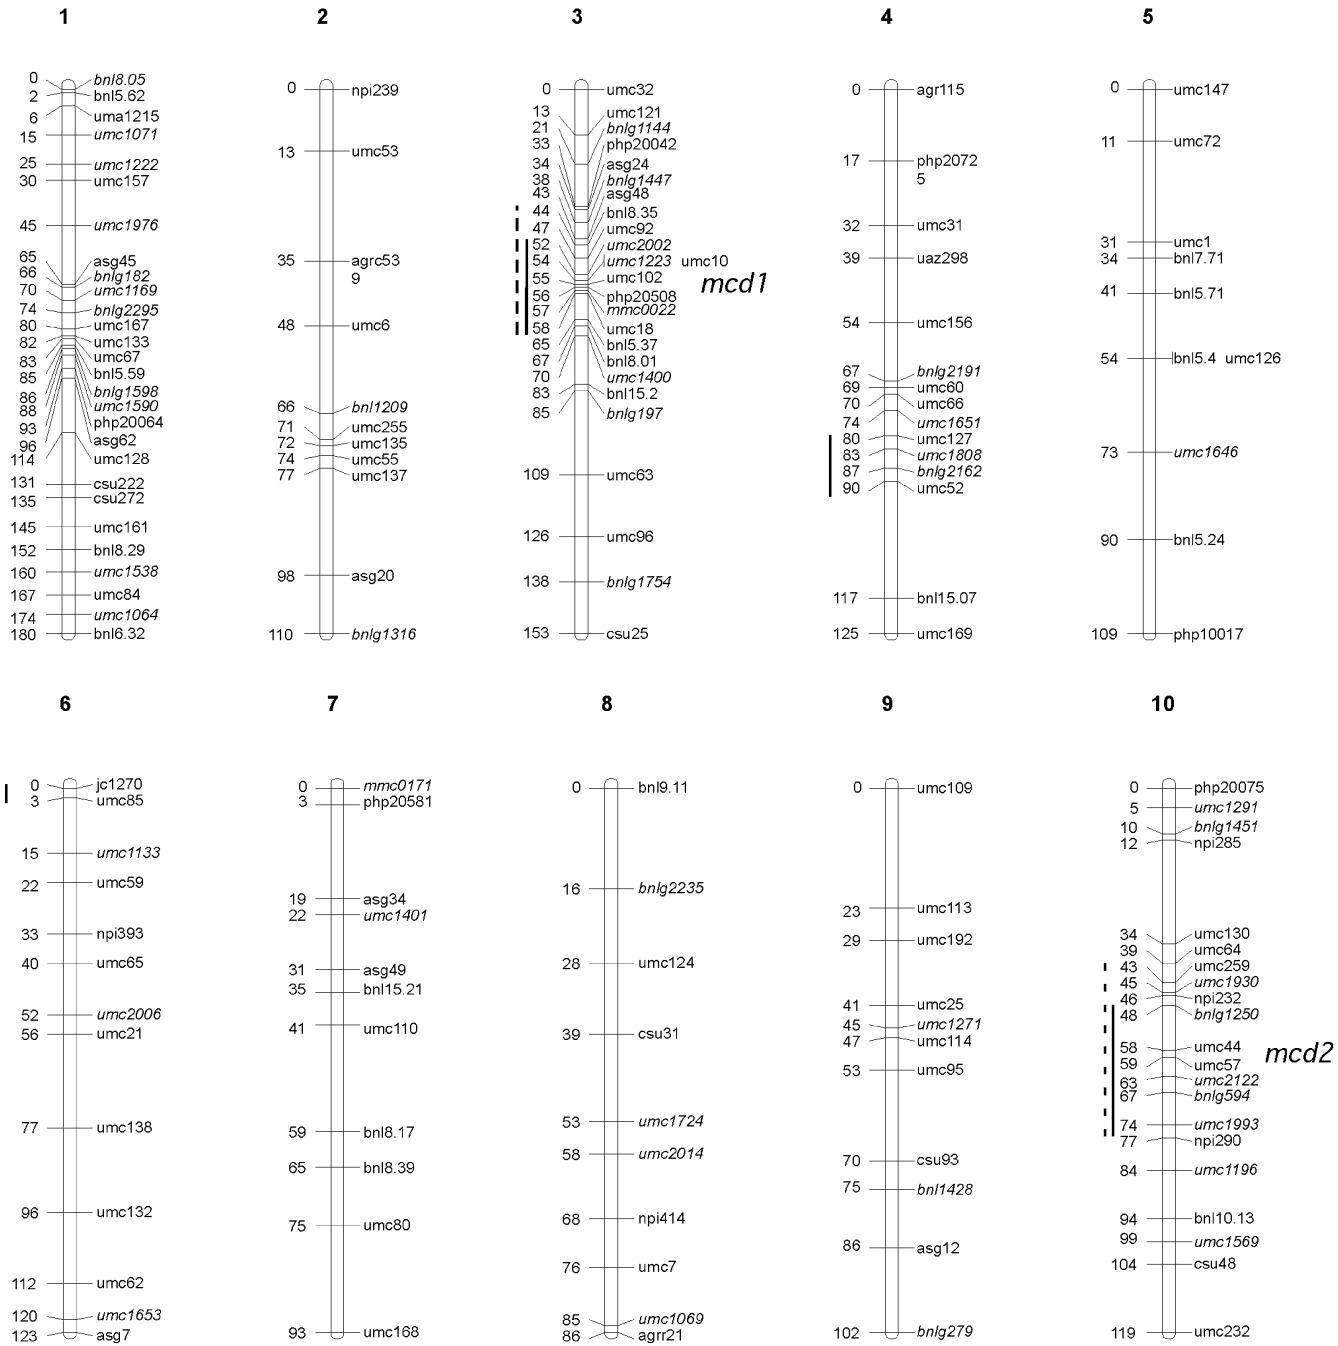 1
0 bnl8.05
2 bnl5.62
6 uma1215
15 umc1071
25 umc1222
30 umc157
45 umc1976
65 asg45
66 bnlg182
70 umc1169
74 bnlg2295
80 umc167
82 umc133
83 umc67
85 bnl5.59
86 bnlg1598
88 umc1590
93 php20064
96 asg62
114 umc128
131 csu222
135 csu272
145 umc161
152 bnl8.29
160 umc1538
167 umc84
174 umc1064
180 bnl6.32
2
0 npi239
13 umc53
35 agrc53
9
48 umc6
66 bnl1209
71 umc255
72 umc135
74 umc55
77 umc137
98 asg20
110 bnlg1316
3
0 umc32
13 umc121
21 bnlg1144
33 php20042
34 asg24
38 bnlg1447
43 asg48
44 bnl8.35
47 umc92
52 umc2002
54 umc1223 umc10
55 umc102
mcd1
56 php20508
57 mmc0022
58 umc18
65 bnl5.37
67 bnl8.01
70 umc1400
83 bnl15.2
85 bnlg197
109 umc63
126 umc96
138 bnlg1754
153 csu25
4
0 agr115
17 php2072
5
32 umc31
39 uaz298
54 umc156
67 bnlg2191
69 umc60
70 umc66
74 umc1651
80 umc127
83 umc1808
87 bnlg2162
90 umc52
117 bnl15.07
125 umc169
5
0 umc147
11 umc72
31 umc1
34 bnl7.71
41 bnl5.71
54 bnl5.4 umc126
73 umc1646
90 bnl5.24
109 php10017
6
0 jc1270
3 umc85
15 umc1133
22 umc59
33 npi393
40 umc65
52 umc2006
56 umc21
77 umc138
96 umc132
112 umc62
120 umc1653
123 asg7
7
0 mmc0171
3 php20581
19 asg34
22 umc1401
31 asg49
35 bnl15.21
41 umc110
59 bnl8.17
65 bnl8.39
75 umc80
93 umc168
8
0 bnl9.11
16 bnlg2235
28 umc124
39 csu31
53 umc1724
58 umc2014
68 npi414
76 umc7
85 umc1069
86 agrr21
9
0 umc109
23 umc113
29 umc192
41 umc25
45 umc1271
47 umc114
53 umc95
70 csu93
75 bnl1428
86 asg12
102 bnlg279
10
0 php20075
5 umc1291
10 bnlg1451
12 npi285
34 umc130
39 umc64
43 umc259
45 umc1930
46 npi232
48 bnlg1250
58 umc44
mcd2
59 umc57
63 umc2122
67 bnlg594
74 umc1993
77 npi290
84 umc1196
94 bnl10.13
99 umc1569
104 csu48
119 umc232